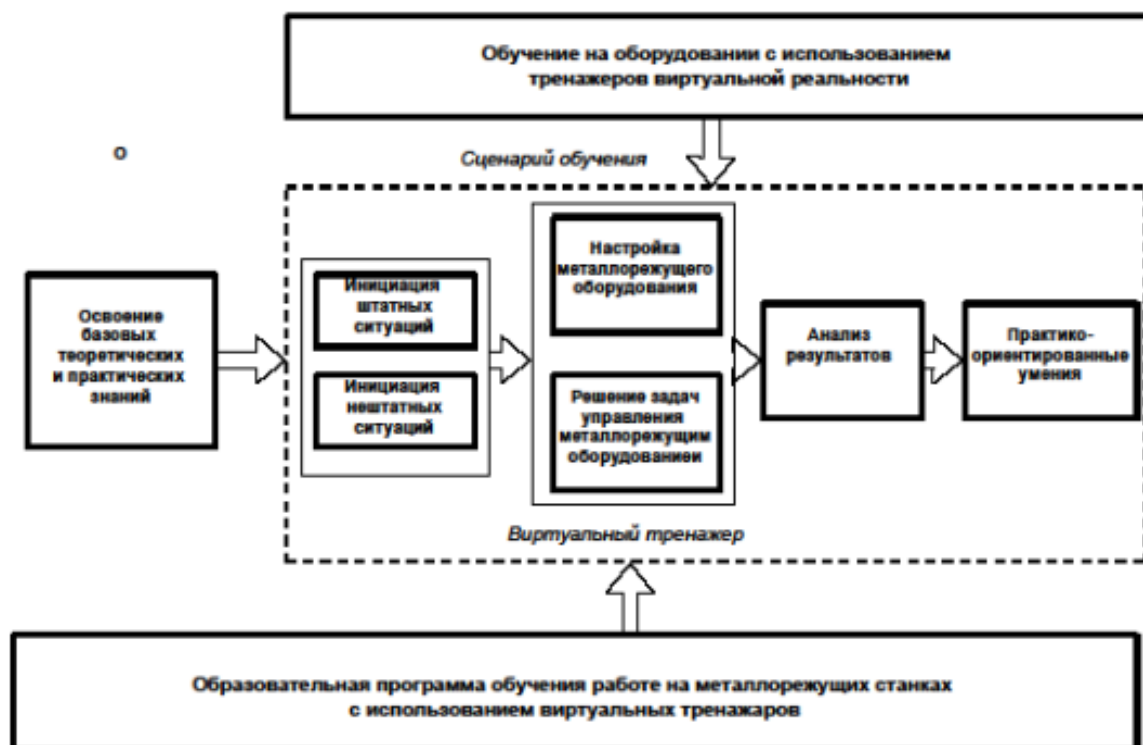 Обучение на оборудовании с использованием
тренажеров виртуальной реальности
о
Сценарий обучения
Освоение
базовых
теоретических
и практических
знаний
Инициация
штатных
ситуаций
Инициация
нештатных
ситуаций
Настройка
металлорежущего
оборудования
Решение задач
управления
металлорежущим
оборудованием
Анализ
результатов
Практико-
ориентированные
умения
Виртуальный тренажер
Образовательная программа обучения работе на металлорежущих станках
с использованием виртуальных тренажаров